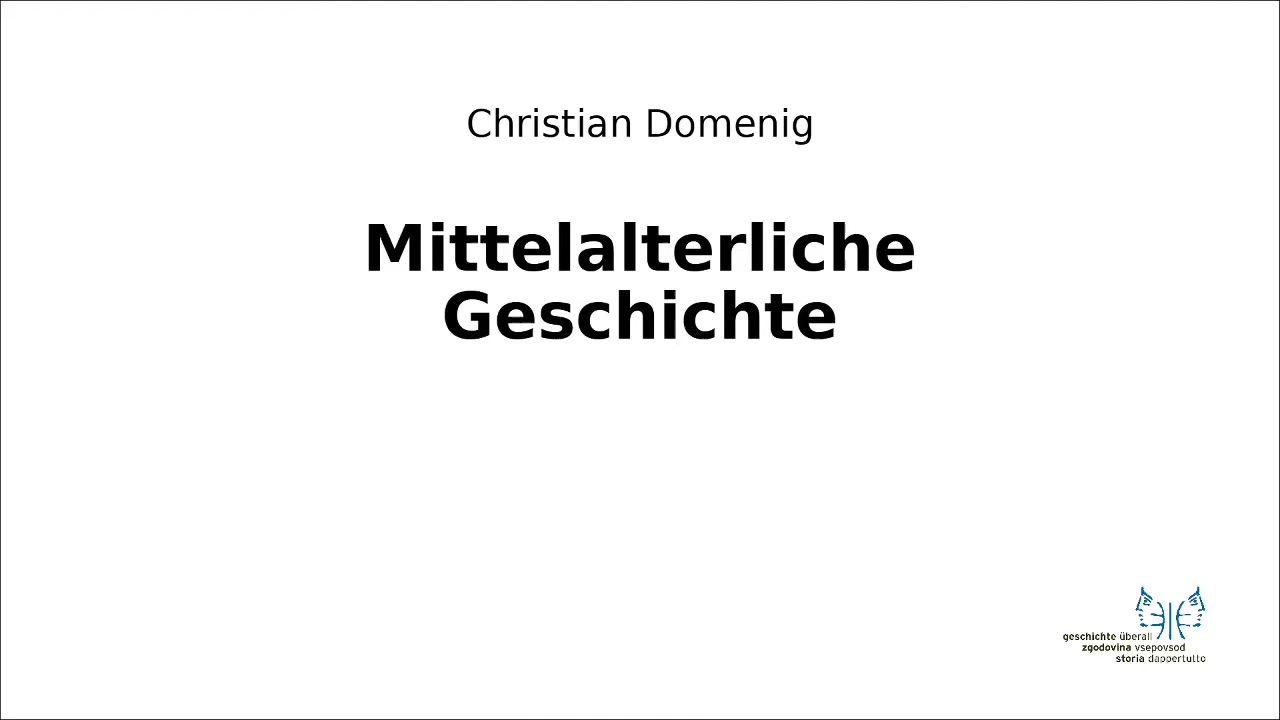 Christian Domenig
Mittelalterliche
Geschichte
geschichte überall
zgodovina vsepovsod
storia dappertutto